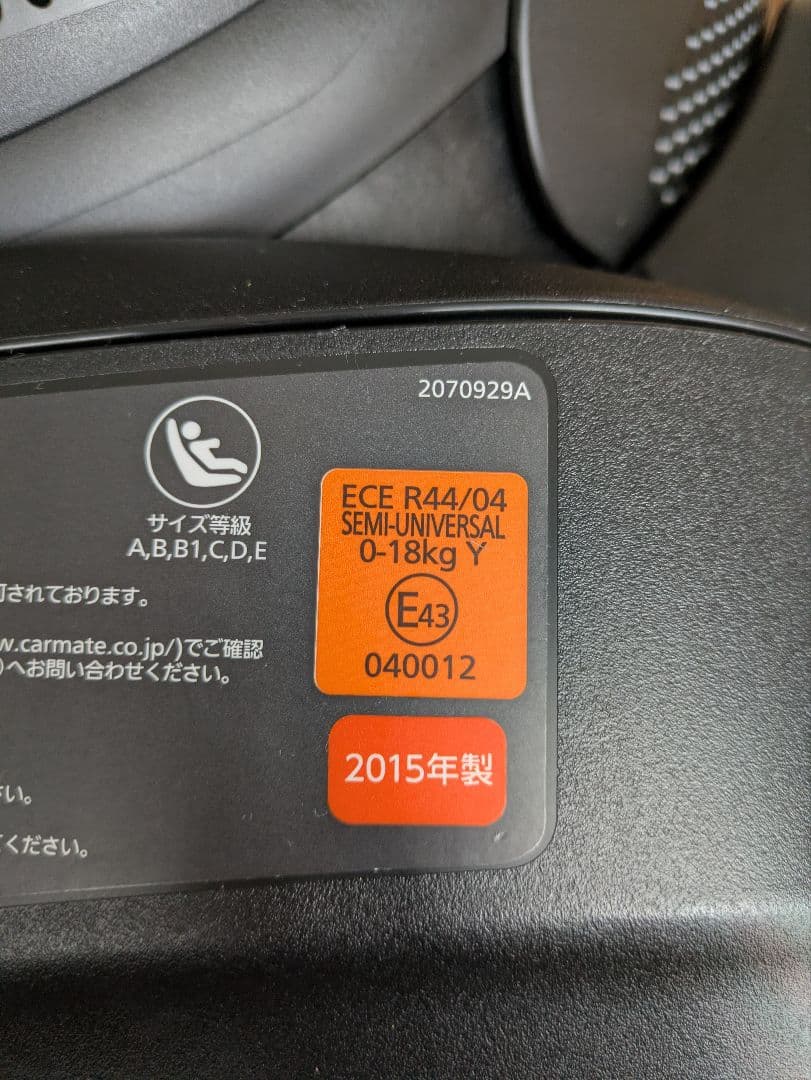 2070929A
サイズ等級
A,B,B1,C,D,E
ECE R44/04
SEMI-UNIVERSAL
0-18kg Y
E43
040012
されております。
w.carmate.co.jp/)でご確認
)へお問い合わせください。
2015年製
さい。
ください。